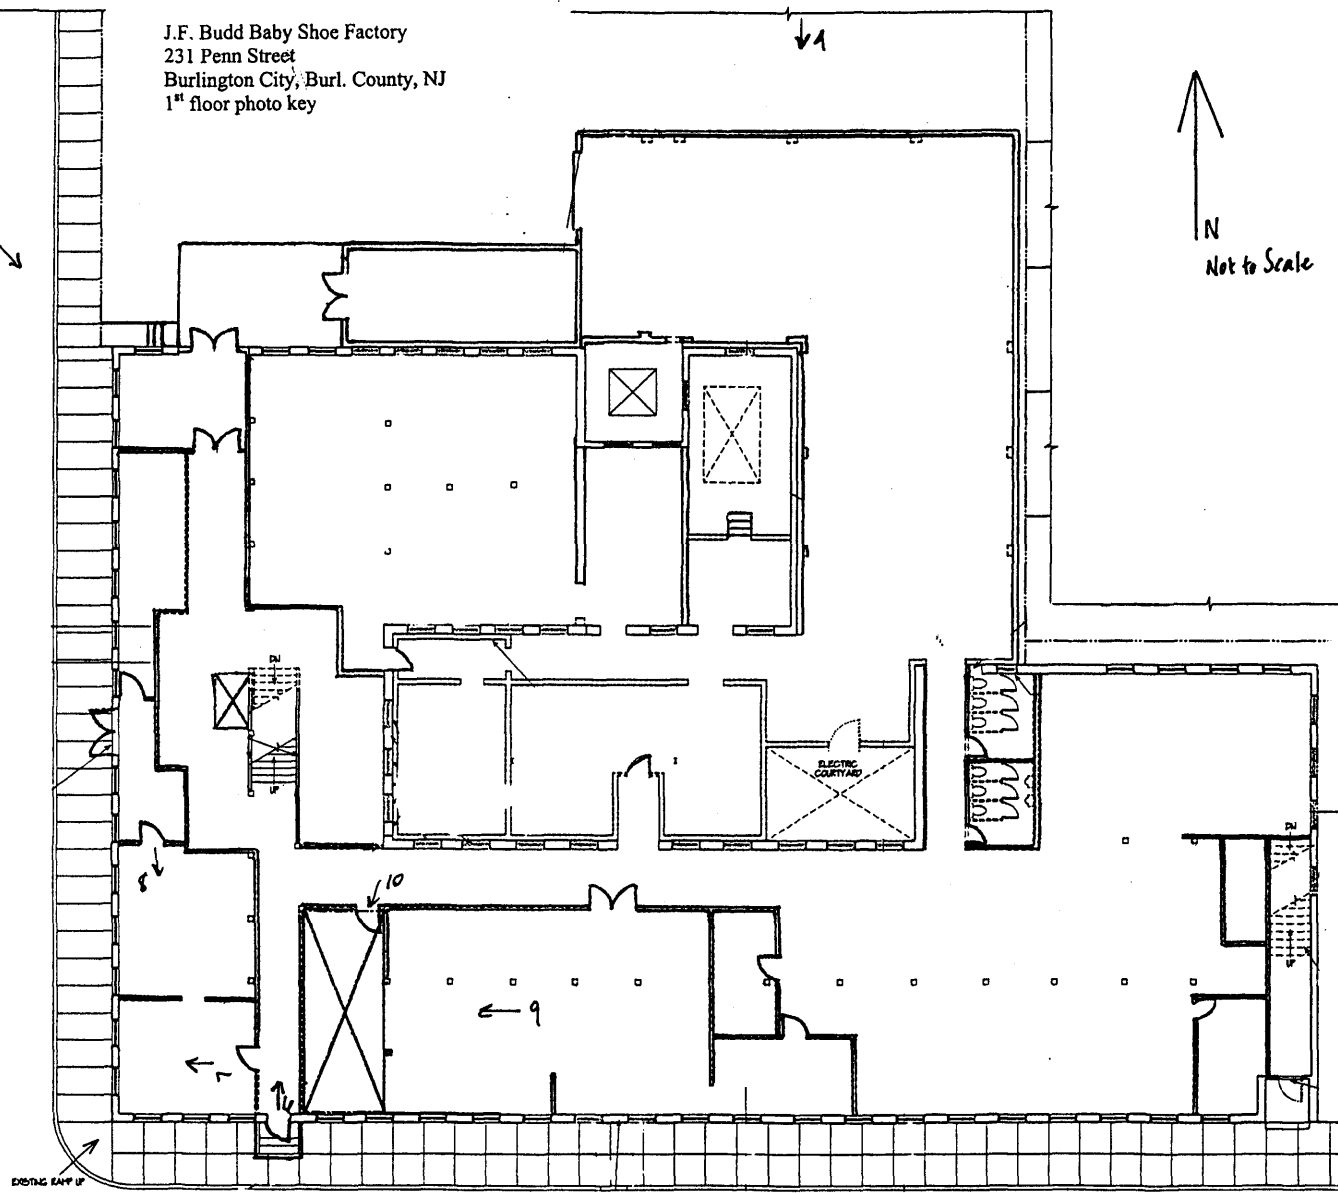 J.F. Budd Baby Shoe Factory
231 Penn Street
Burlington City, Burl. County, NJ
1st floor photo key
N
Not to Scale
DN
UP
ELECTRIC
COURTYARD
DN
UP
8
10
9
7
6
EXISTING RAMP UP